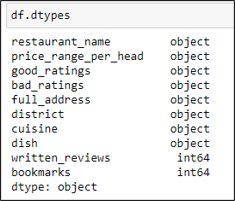 df.dtypes
restaurant_name object
price_range_per_head object
good_ratings object
bad_ratings object
full_address object
district object
cuisine object
dish object
written_reviews int64
bookmarks int64
dtype: object